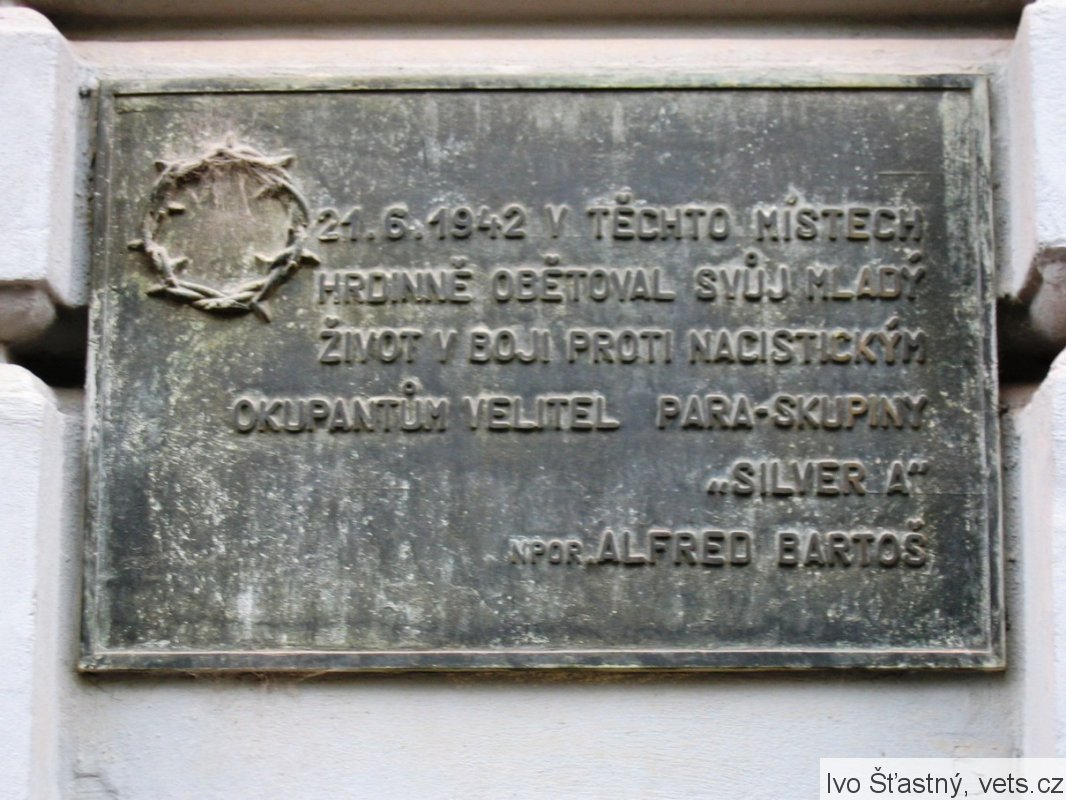 21.6.1942 V TĚCHTO MÍSTECH
HRDINNĚ OBĚTOVAL SVŮJ MLADÝ
ŽIVOT V BOJI PROTI NACISTICKÝM
OKUPANTŮM VELITEL PARA-SKUPINY
„SILVER A"
NPOR. ALFRED BARTOŠ
Ivo Šťastný, vets.cz